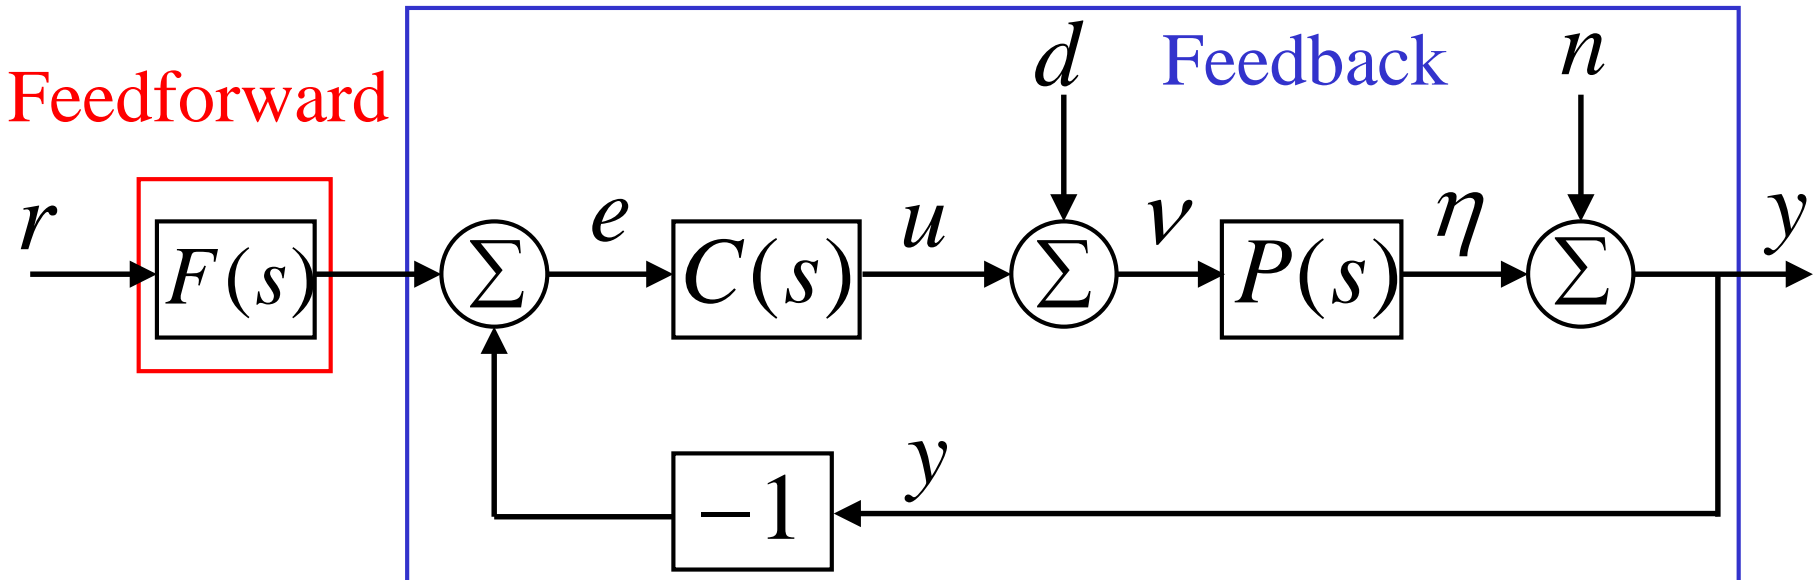 Feedforward
Feedback
d
n
r
F(s)
Σ
e
C(s)
u
Σ
ν
P(s)
η
Σ
y
−1
y